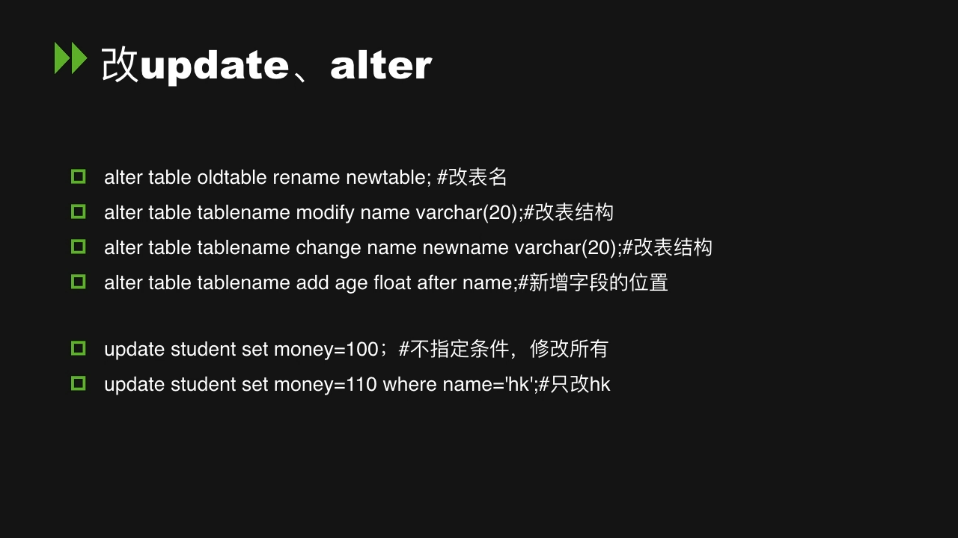 改update、alter
alter table oldtable rename newtable; #改表名
alter table tablename modify name varchar(20);#改表结构
alter table tablename change name newname varchar(20);#改表结构
alter table tablename add age float after name;#新增字段的位置
update student set money=100；#不指定条件，修改所有
update student set money=110 where name='hk';#只改hk